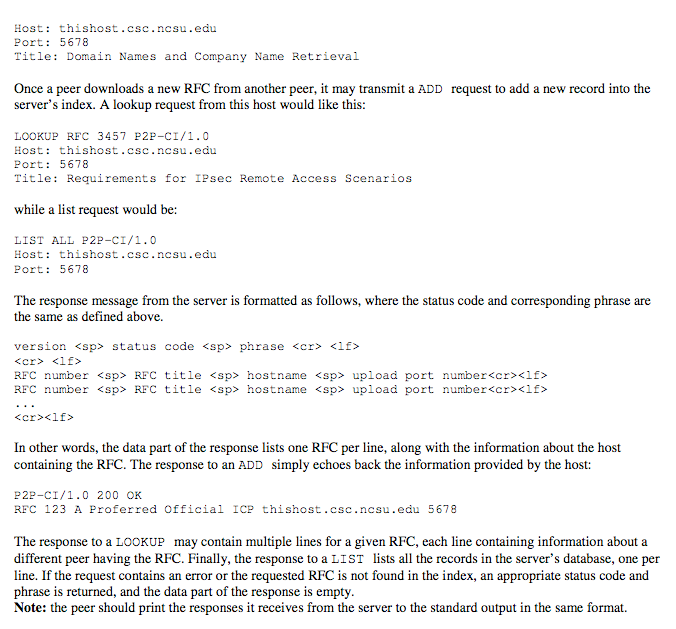 Host: thishost.csc.ncsu.edu
Port: 5678
Title: Domain Names and Company Name Retrieval
Once a peer downloads a new RFC from another peer, it may transmit a ADD request to add a new record into the
server's index. A lookup request from this host would like this:
LOOKUP RFC 3457 P2P-CI/1.0
Host: thishost.csc.ncsu.edu
Port: 5678
Title: Requirements for IPsec Remote Access Scenarios
while a list request would be:
LIST ALL P2P-CI/1.0
Host: thishost.csc.ncsu.edu
Port: 5678
The response message from the server is formatted as follows, where the status code and corresponding phrase are
the same as defined above.
version <sp> status code <sp> phrase <cr> <lf>
<cr> <lf>
RFC number <sp> RFC title <sp> hostname <sp> upload port number<cr><lf>
RFC number <sp> RFC title <sp> hostname <sp> upload port number<cr><lf>
...
<cr><lf>
In other words, the data part of the response lists one RFC per line, along with the information about the host
containing the RFC. The response to an ADD simply echoes back the information provided by the host:
P2P-CI/1.0 200 OK
RFC 123 A Proferred Official ICP thishost.csc.ncsu.edu 5678
The response to a LOOKUP may contain multiple lines for a given RFC, each line containing information about a
different peer having the RFC. Finally, the response to a LIST lists all the records in the server's database, one per
line. If the request contains an error or the requested RFC is not found in the index, an appropriate status code and
phrase is returned, and the data part of the response is empty.
Note: the peer should print the responses it receives from the server to the standard output in the same format.